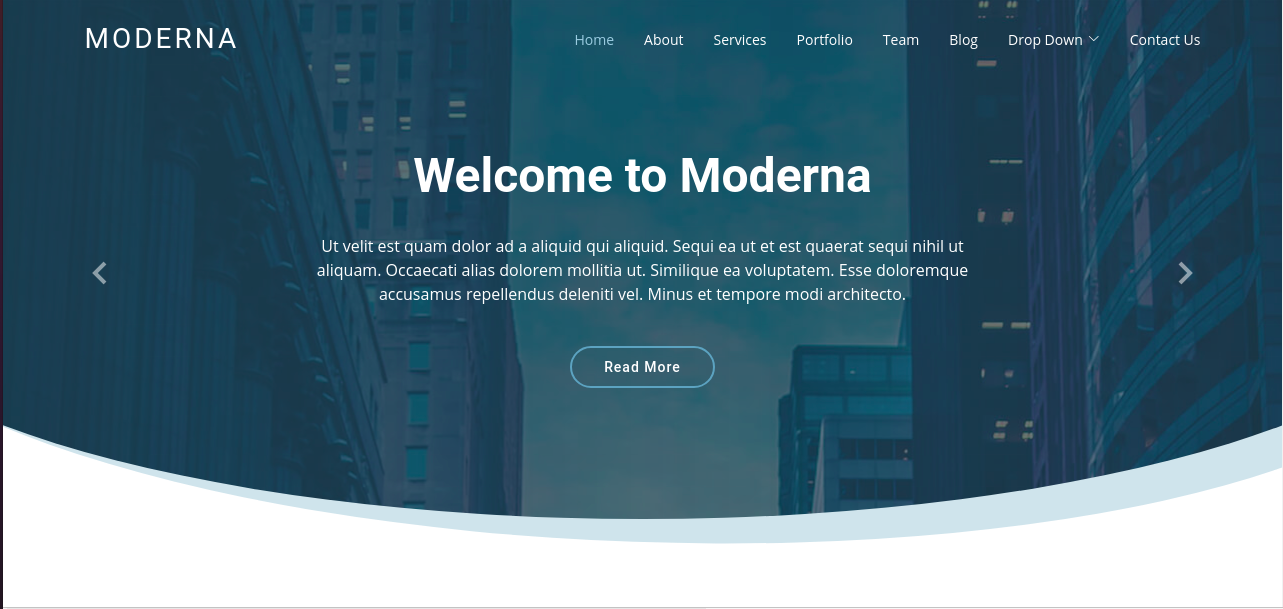 MODERNA
Home About Services Portfolio Team Blog Drop Down Contact Us
Welcome to Moderna
Ut velit est quam dolor ad a aliquid qui aliquid. Sequi ea ut et est quaerat sequi nihil ut
aliquam. Occaecati alias dolorem mollitia ut. Similique ea voluptatem. Esse doloremque
accusamus repellendus deleniti vel. Minus et tempore modi architecto.
Read More